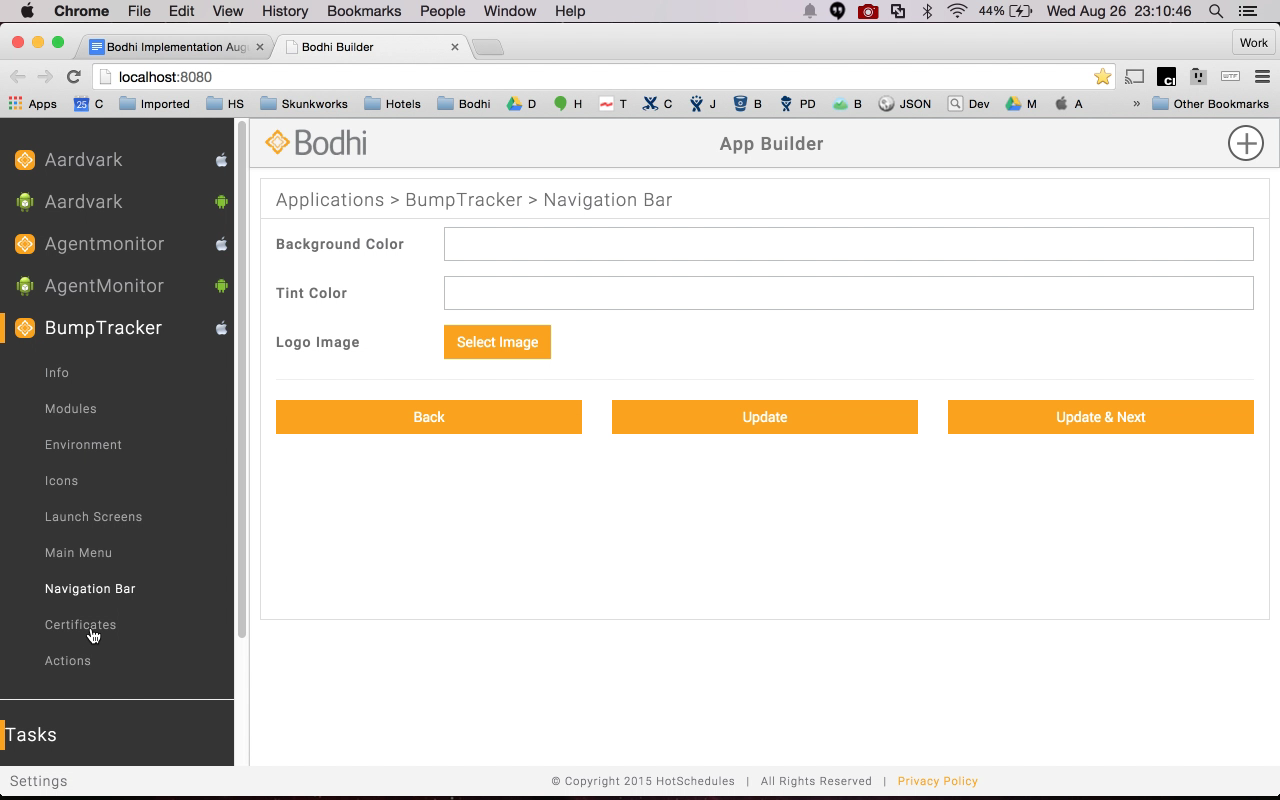 Chrome File Edit View History Bookmarks People Window Help 44% Wed Aug 26 23:10:46
Bodhi Implementation Aug Bodhi Builder Work
localhost:8080
Apps 25 C Imported HS Skunkworks Hotels Bodhi D H T C J B PD B JSON Dev M A » Other Bookmarks
Bodhi App Builder
Aardvark
Aardvark
Agentmonitor
AgentMonitor
BumpTracker
Info
Modules
Environment
Icons
Launch Screens
Main Menu
Navigation Bar
Certificates
Actions
Tasks
Settings
Applications > BumpTracker > Navigation Bar
Background Color
Tint Color
Logo Image Select Image
Back Update Update & Next
© Copyright 2015 HotSchedules | All Rights Reserved | Privacy Policy